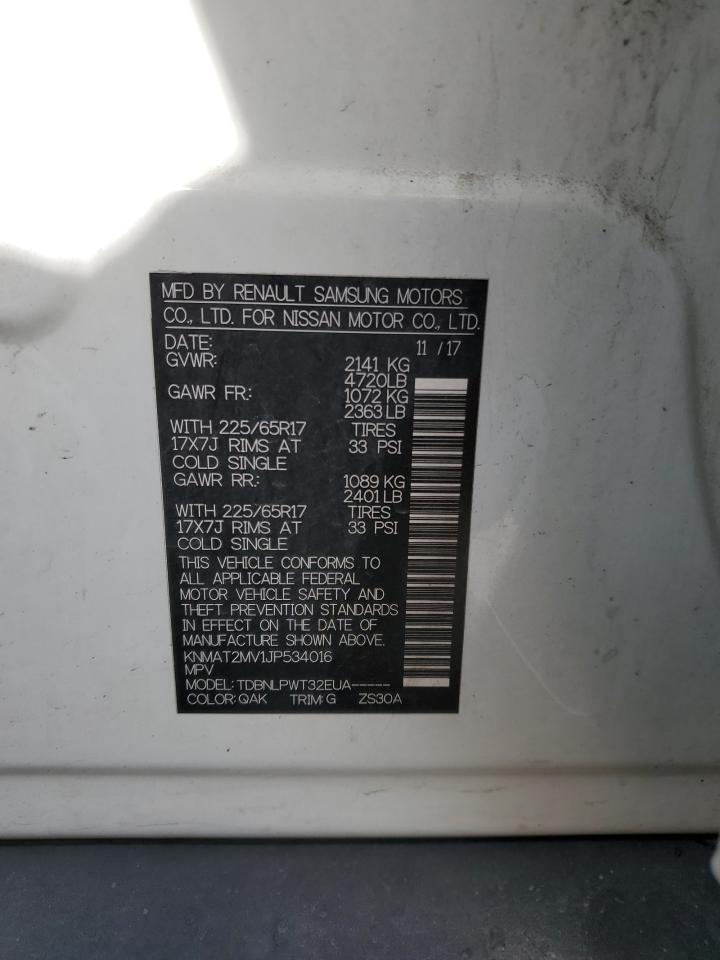 MFD BY RENAULT SAMSUNG MOTORS
CO., LTD. FOR NISSAN MOTOR CO., LTD.
DATE: 11 / 17
GVWR: 2141 KG
4720LB
GAWR FR: 1072 KG
2363 LB
WITH 225/65R17 TIRES
17X7J RIMS AT 33 PSI
COLD SINGLE
GAWR RR: 1089 KG
2401 LB
WITH 225/65R17 TIRES
17X7J RIMS AT 33 PSI
COLD SINGLE
THIS VEHICLE CONFORMS TO
ALL APPLICABLE FEDERAL
MOTOR VEHICLE SAFETY AND
THEFT PREVENTION STANDARDS
IN EFFECT ON THE DATE OF
MANUFACTURE SHOWN ABOVE.
KNMAT2MV1JP534016
MPV
MODEL: TDBNLPWT32EUA-----
COLOR: QAK TRIM: G ZS30A